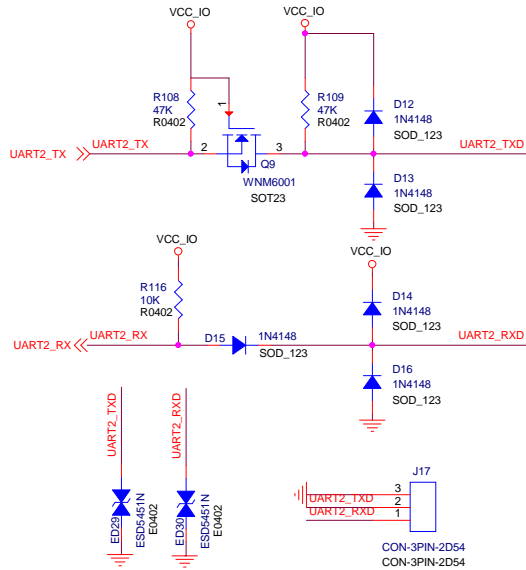 VCC_IO
VCC_IO
R108
47K
R0402
1
R109
47K
R0402
D12
1N4148
SOD_123
UART2_TX
UART2_TX
2
3
UART2_TXD
Q9
WNM6001
SOT23
D13
1N4148
SOD_123
VCC_IO
VCC_IO
R116
10K
R0402
D14
1N4148
SOD_123
UART2_RX
UART2_RX
D15
1N4148
SOD_123
UART2_RXD
D16
1N4148
SOD_123
UART2_TXD
UART2_RXD
ED29
ESD5451N
E0402
ED30
ESD5451N
E0402
J17
3
UART2_TXD
2
UART2_RXD
1
CON-3PIN-2D54
CON-3PIN-2D54